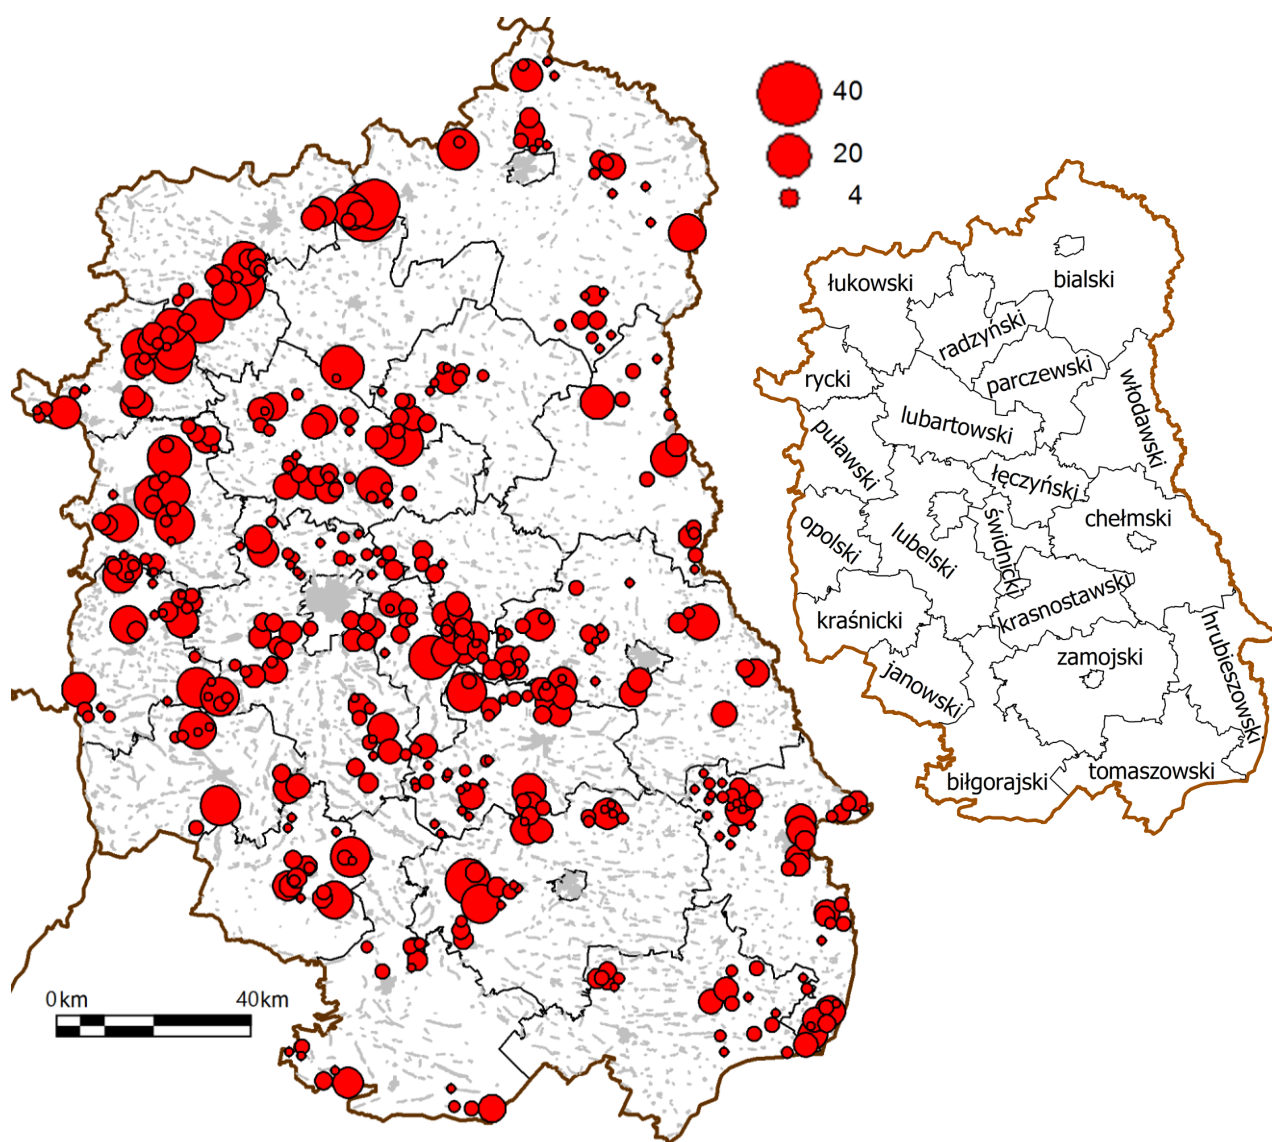 40
20
4
łukowski
bialski
radzyński
rycki
parczewski
włodawski
lubartowski
puławski
łęczyński
chełmski
opolski
lubelski
świdnicki
kraśnicki
krasnostawski
hrubieszowski
zamojski
janowski
biłgorajski
tomaszowski
0km 40km